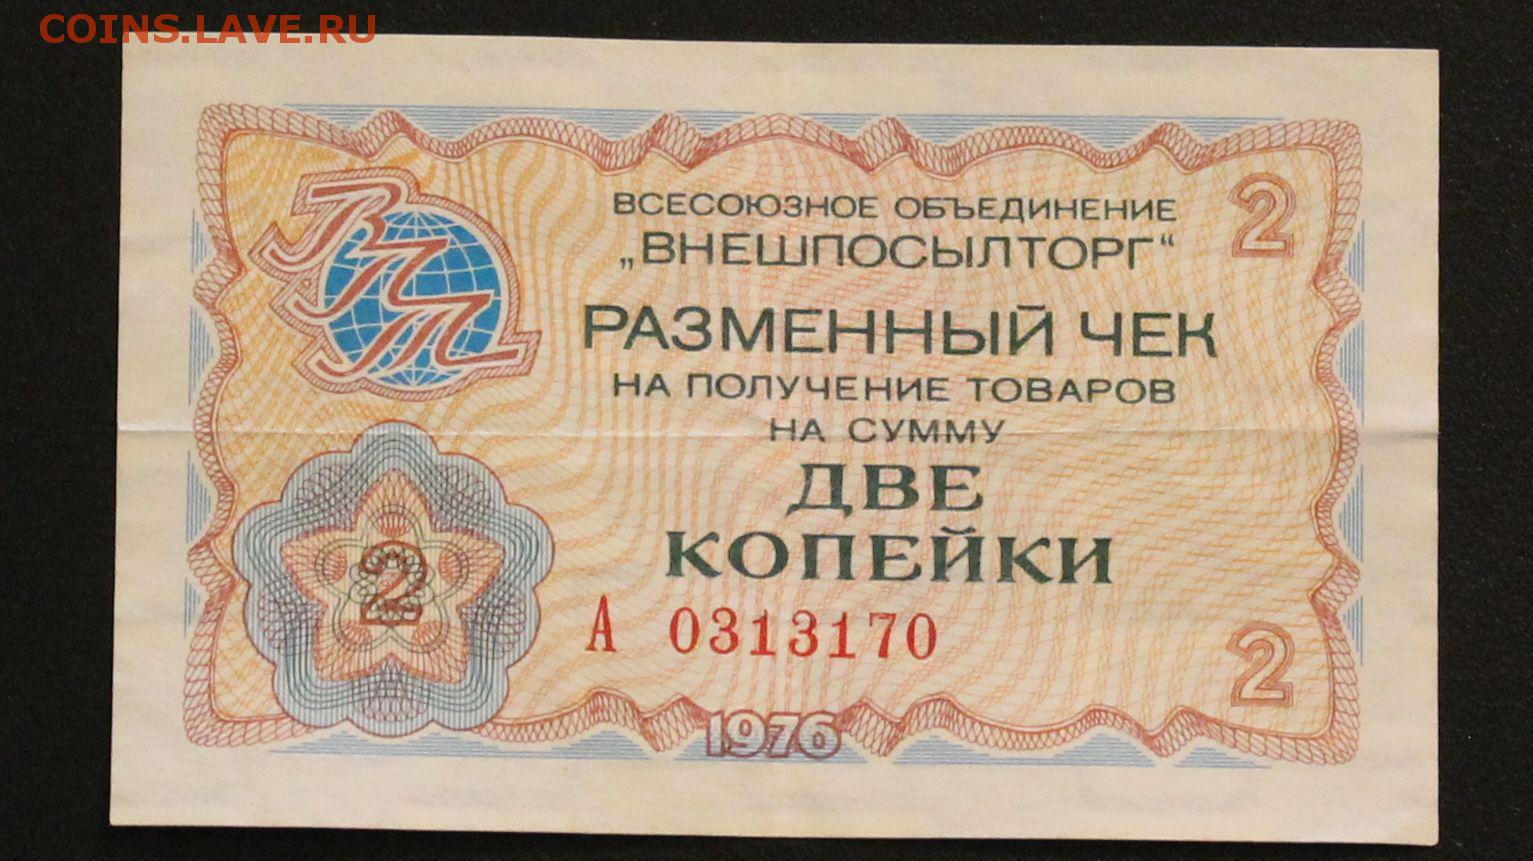 COINS.LAVE.RU
ВПТ
ВСЕСОЮЗНОЕ ОБЪЕДИНЕНИЕ
„ВНЕШПОСЫЛТОРГ“
РАЗМЕННЫЙ ЧЕК
НА ПОЛУЧЕНИЕ ТОВАРОВ
НА СУММУ
ДВЕ
КОПЕЙКИ
А 0313170
2
2
2
1976